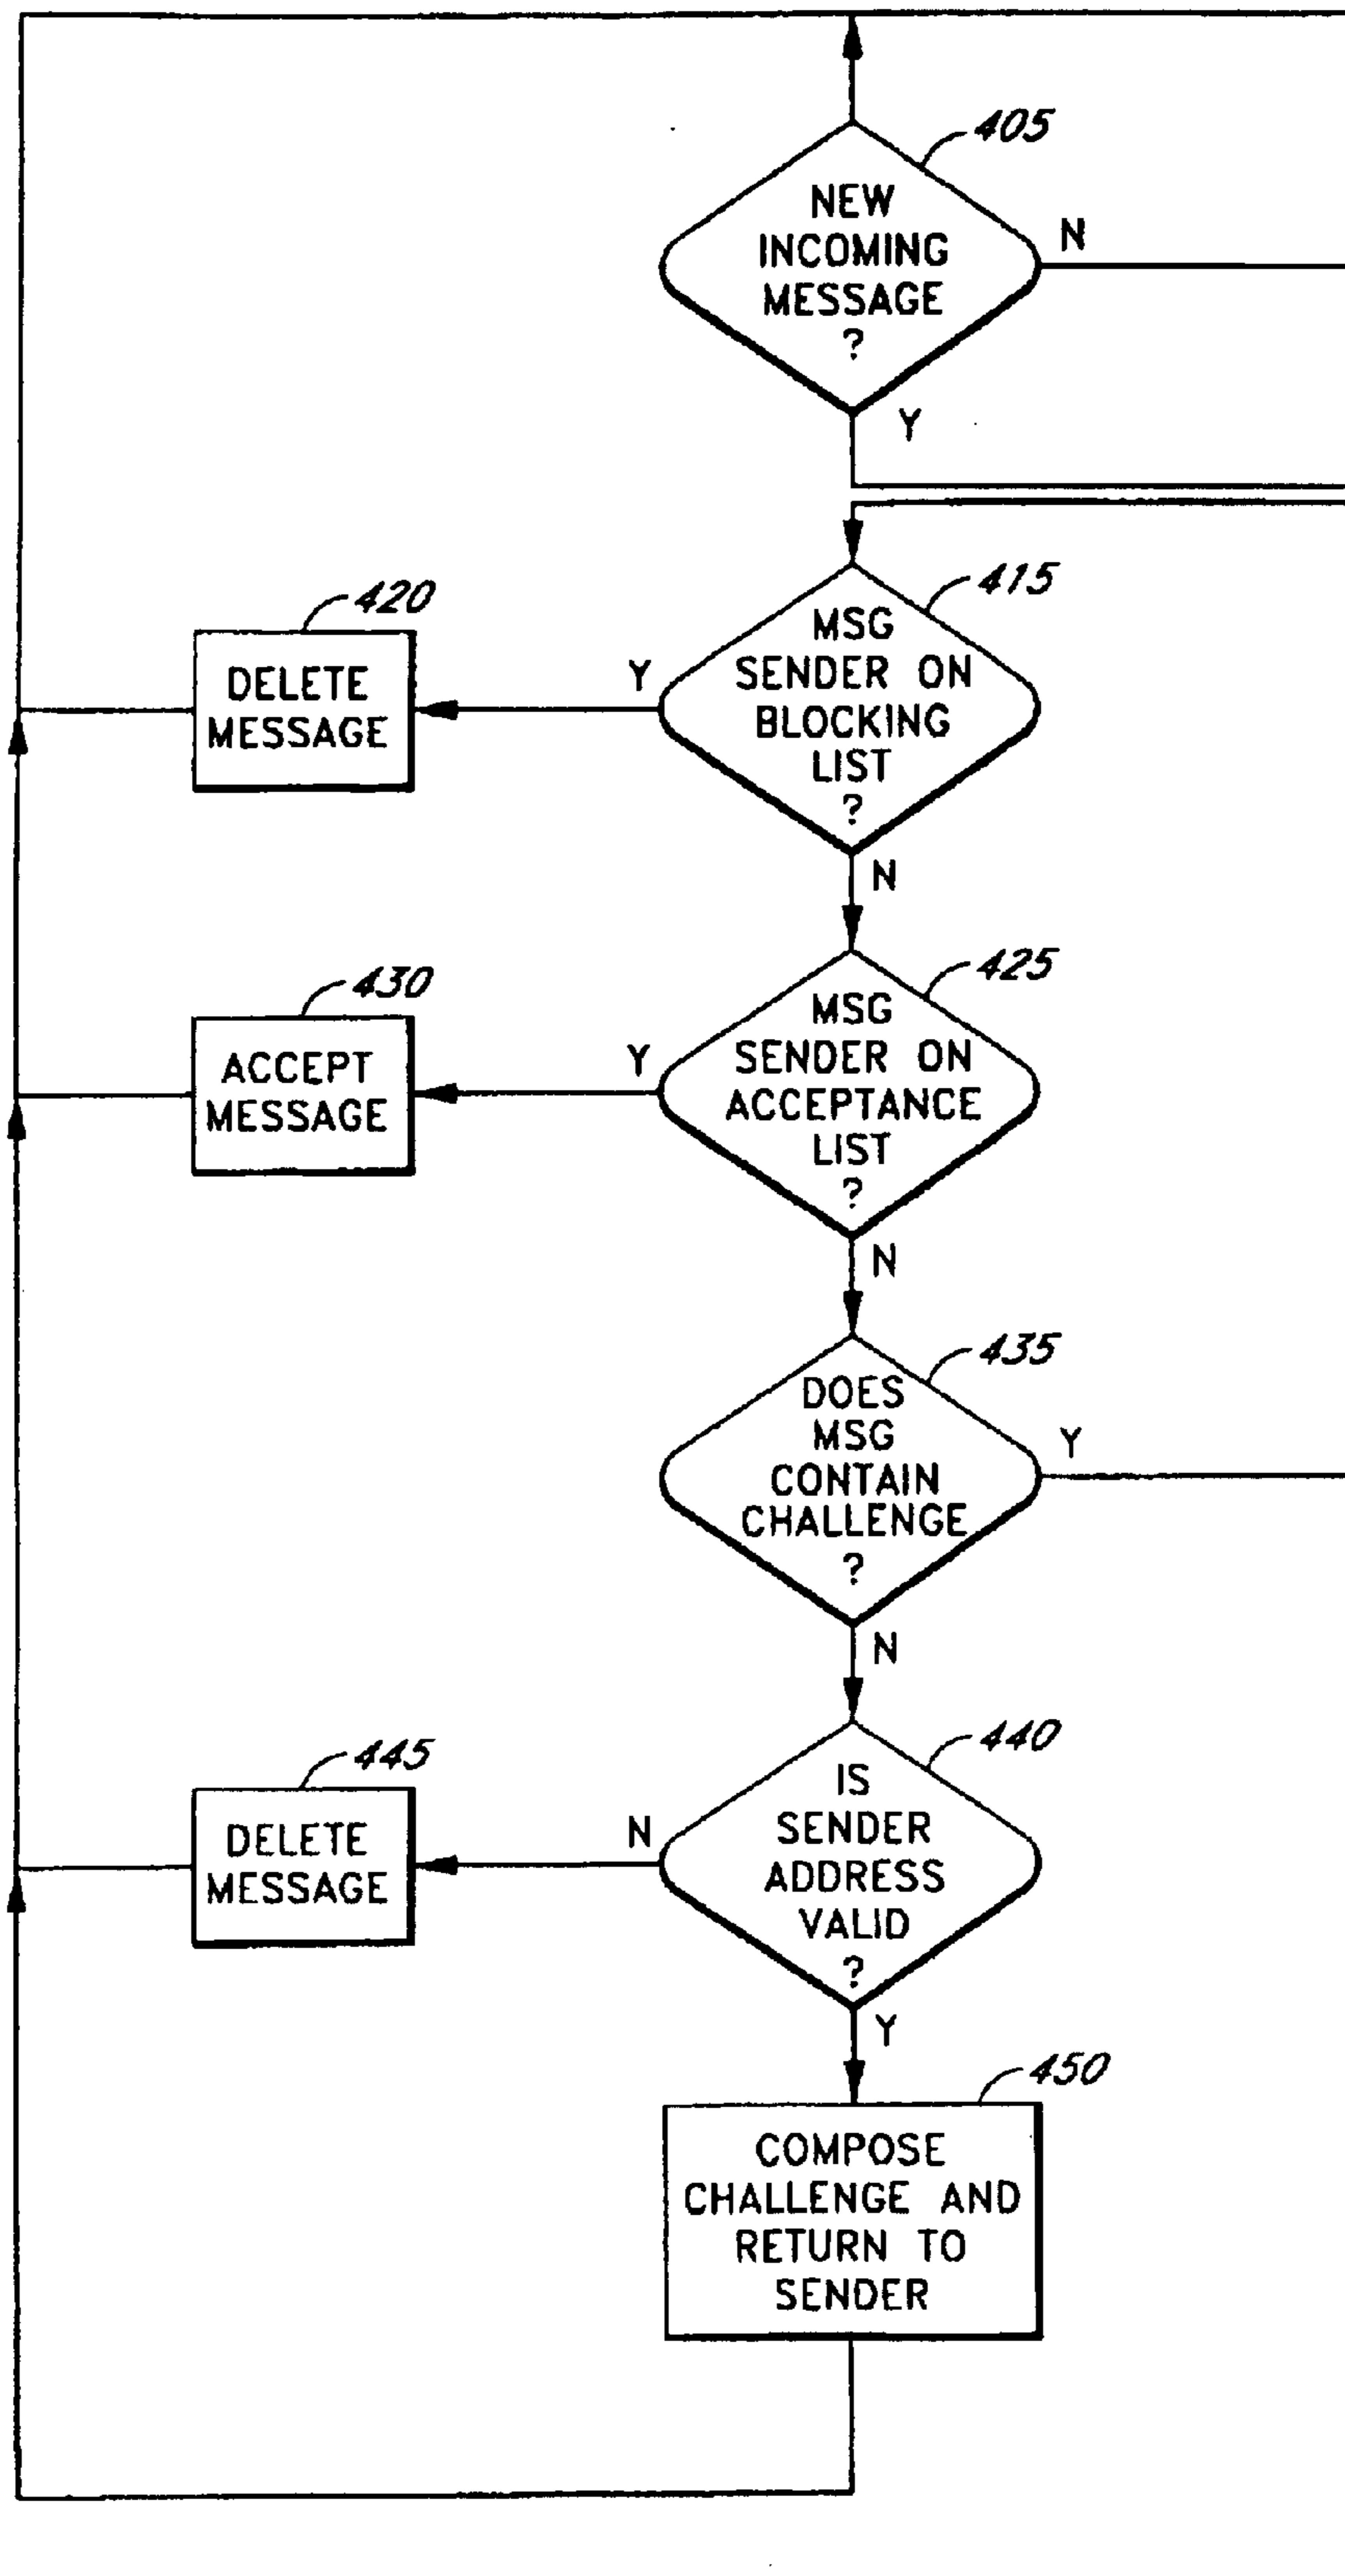 405
NEW
INCOMING
MESSAGE
?
N
Y
415
MSG
SENDER ON
BLOCKING
LIST
?
Y
N
420
DELETE
MESSAGE
425
MSG
SENDER ON
ACCEPTANCE
LIST
?
Y
N
430
ACCEPT
MESSAGE
435
DOES
MSG
CONTAIN
CHALLENGE
?
Y
N
440
IS
SENDER
ADDRESS
VALID
?
N
Y
445
DELETE
MESSAGE
450
COMPOSE
CHALLENGE AND
RETURN TO
SENDER